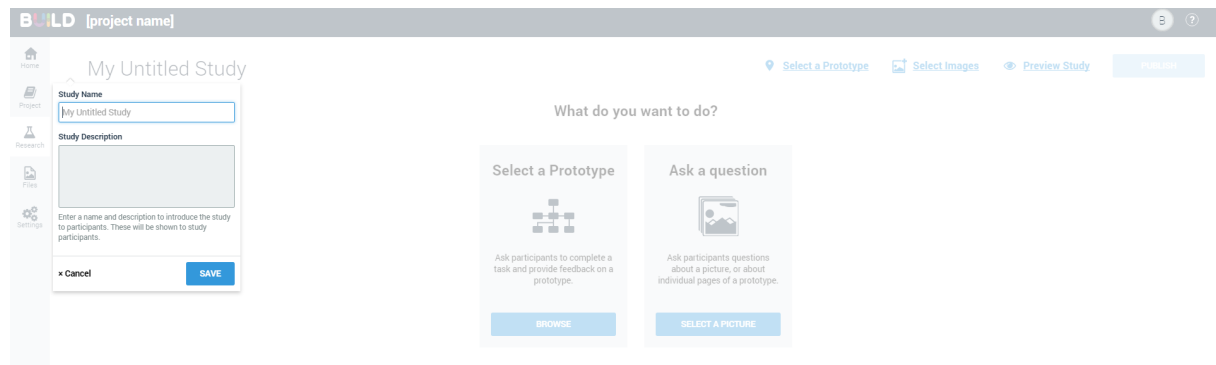 BUILD [project name]
B ?
Home
Project
Research
Files
Settings
My Untitled Study
Select a Prototype Select Images Preview Study PUBLISH
Study Name
My Untitled Study
Study Description
Enter a name and description to introduce the study
to participants. These will be shown to study
participants.
× Cancel SAVE
What do you want to do?
Select a Prototype
Ask participants to complete a
task and provide feedback on a
prototype.
BROWSE
Ask a question
Ask participants questions
about a picture, or about
individual pages of a prototype.
SELECT A PICTURE